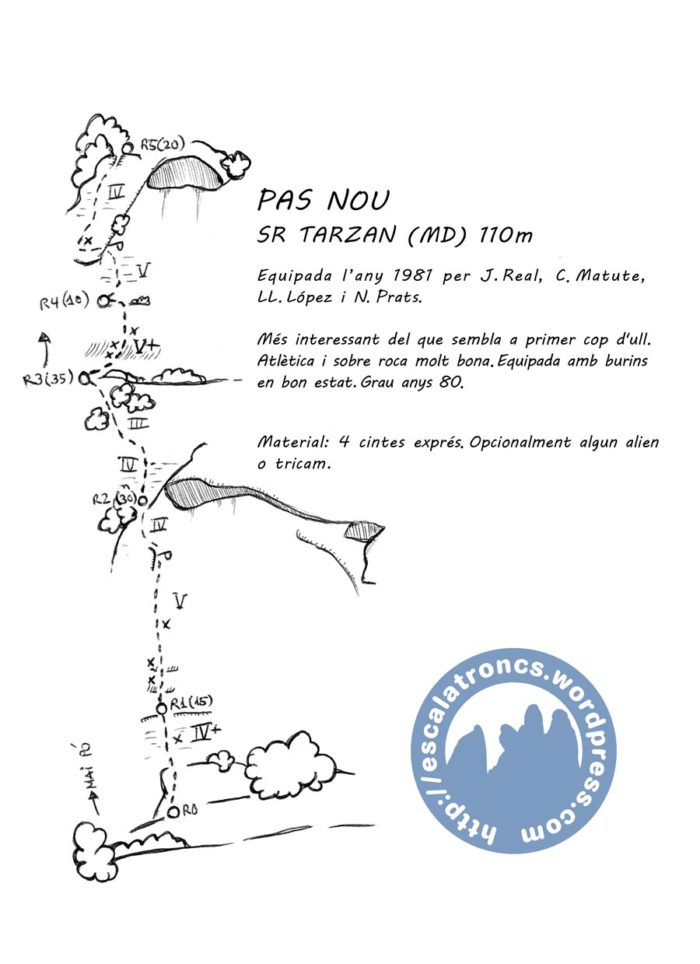 PAS NOU
SR TARZAN (MD) 110m
Equipada l'any 1981 per J. Real, C. Matute,
LL. López i N. Prats.
Més interessant del que sembla a primer cop d'ull.
Atlètica i sobre roca molt bona. Equipada amb burins
en bon estat. Grau anys 80.
Material: 4 cintes exprés. Opcionalment algun alien
o tricam.
R5(20)
IV
V
R4(10)
V+
R3(35)
III
IV
R2(30)
IV
V
R1(15)
IV+
R0
http://escalatroncs.wordpress.com